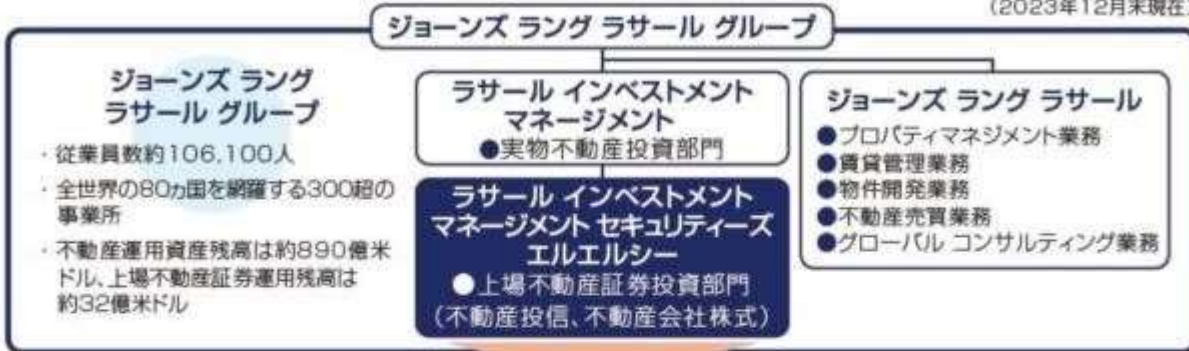 (2023年12月末現在)
ジョーンズ ラング ラサール グループ
ジョーンズ ラング
ラサール グループ
・従業員数約106,100人
・全世界の80カ国を網羅する300超の
事業所
・不動産運用資産残高は約890億米
ドル、上場不動産証券運用残高は
約32億米ドル
ラサール インベストメント
マネージメント
●実物不動産投資部門
ラサール インベストメント
マネージメント セキュリティーズ
エルエルシー
●上場不動産証券投資部門
(不動産投信、不動産会社株式)
ジョーンズ ラング ラサール
●プロパティマネジメント業務
●賃貸管理業務
●物件開発業務
●不動産売買業務
●グローバル コンサルティング業務